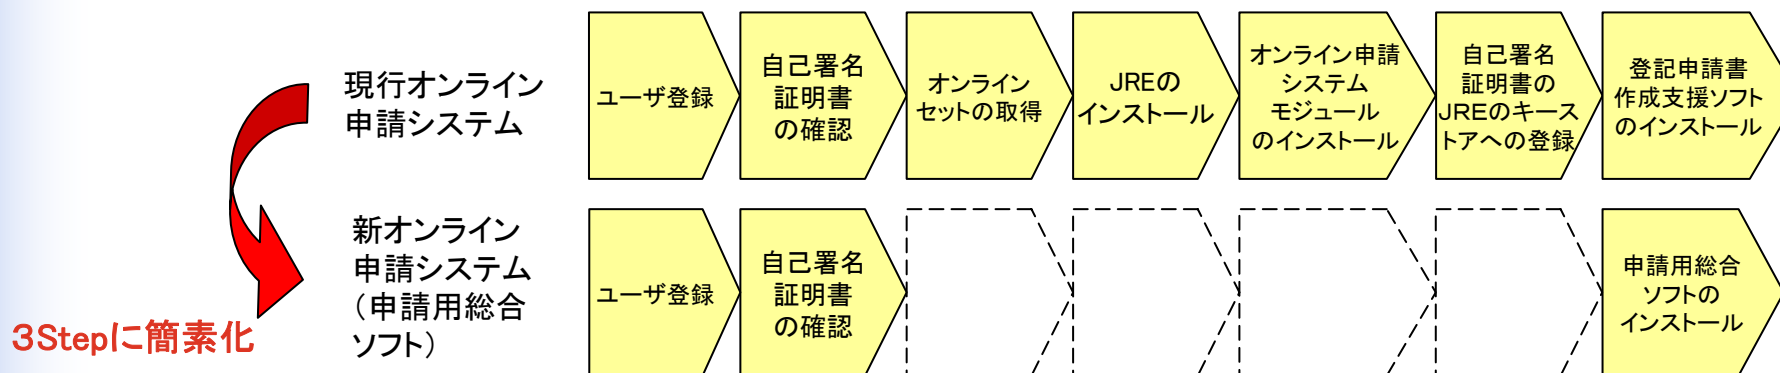 現行オンライン
申請システム
ユーザ登録
自己署名
証明書
の確認
オンライン
セットの取得
JREの
インストール
オンライン申請
システム
モジュール
のインストール
自己署名
証明書の
JREのキース
トアへの登録
登記申請書
作成支援ソフト
のインストール
新オンライン
申請システム
（申請用総合
ソフト）
ユーザ登録
自己署名
証明書
の確認
申請用総合
ソフトの
インストール
3Stepに簡素化